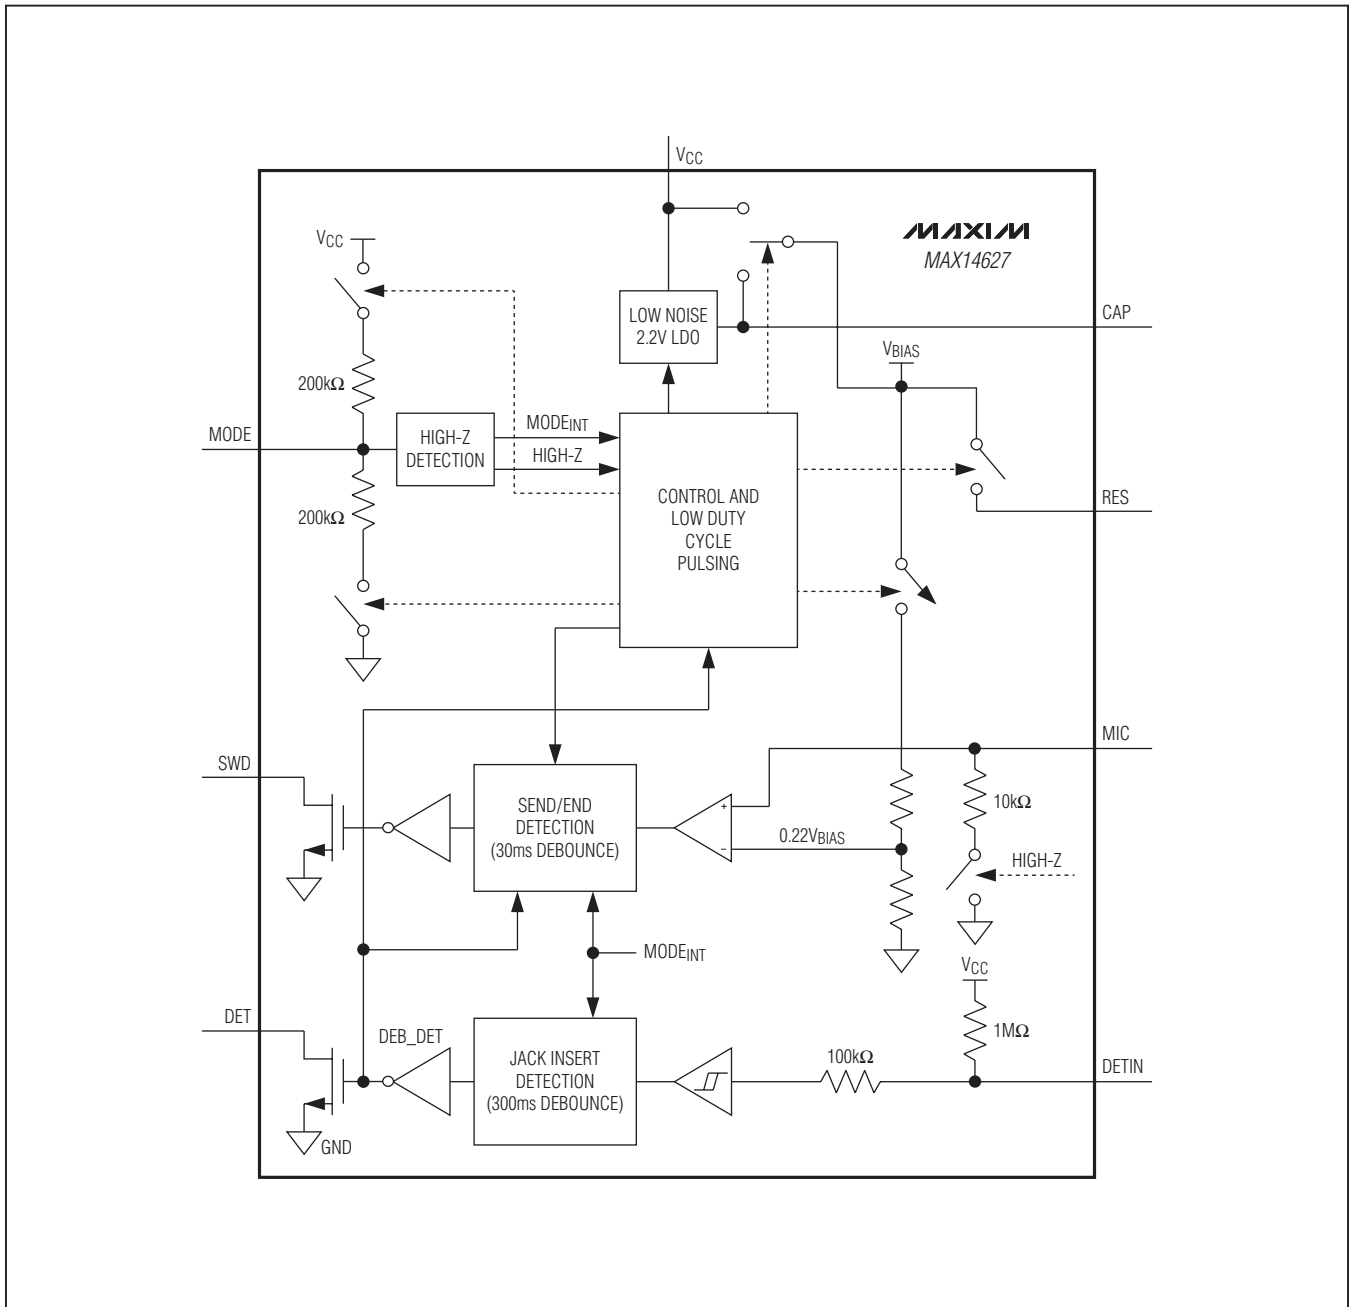 VCC
MAXIM
MAX14627
VCC
LOW NOISE
2.2V LDO
CAP
VBIAS
200kΩ
MODE
HIGH-Z
DETECTION
MODEINT
HIGH-Z
CONTROL AND
LOW DUTY
CYCLE
PULSING
RES
200kΩ
MIC
SWD
SEND/END
DETECTION
(30ms DEBOUNCE)
+
−
0.22VBIAS
10kΩ
HIGH-Z
MODEINT
VCC
DET
DEB_DET
JACK INSERT
DETECTION
(300ms DEBOUNCE)
100kΩ
1MΩ
DETIN
GND